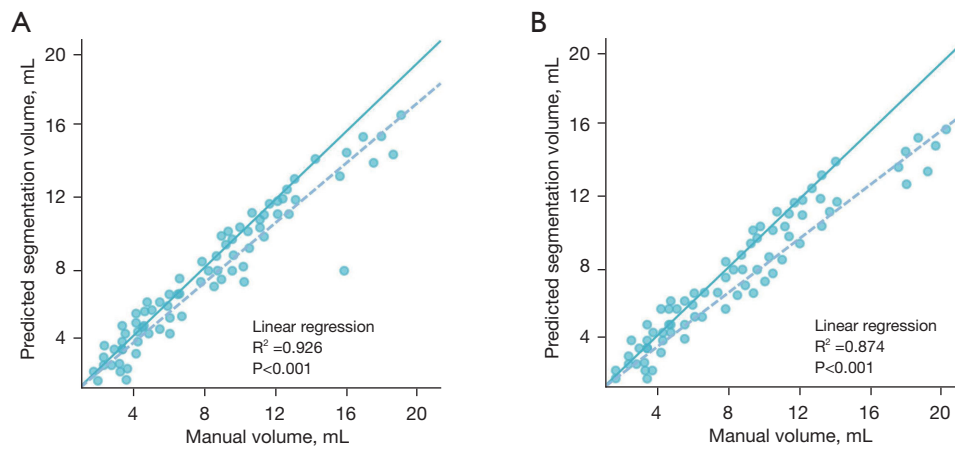 A
Predicted segmentation volume, mL
20
16
12
8
4
Linear regression
R² =0.926
P<0.001
4 8 12 16 20
Manual volume, mL
B
Predicted segmentation volume, mL
20
16
12
8
4
Linear regression
R² =0.874
P<0.001
4 8 12 16 20
Manual volume, mL